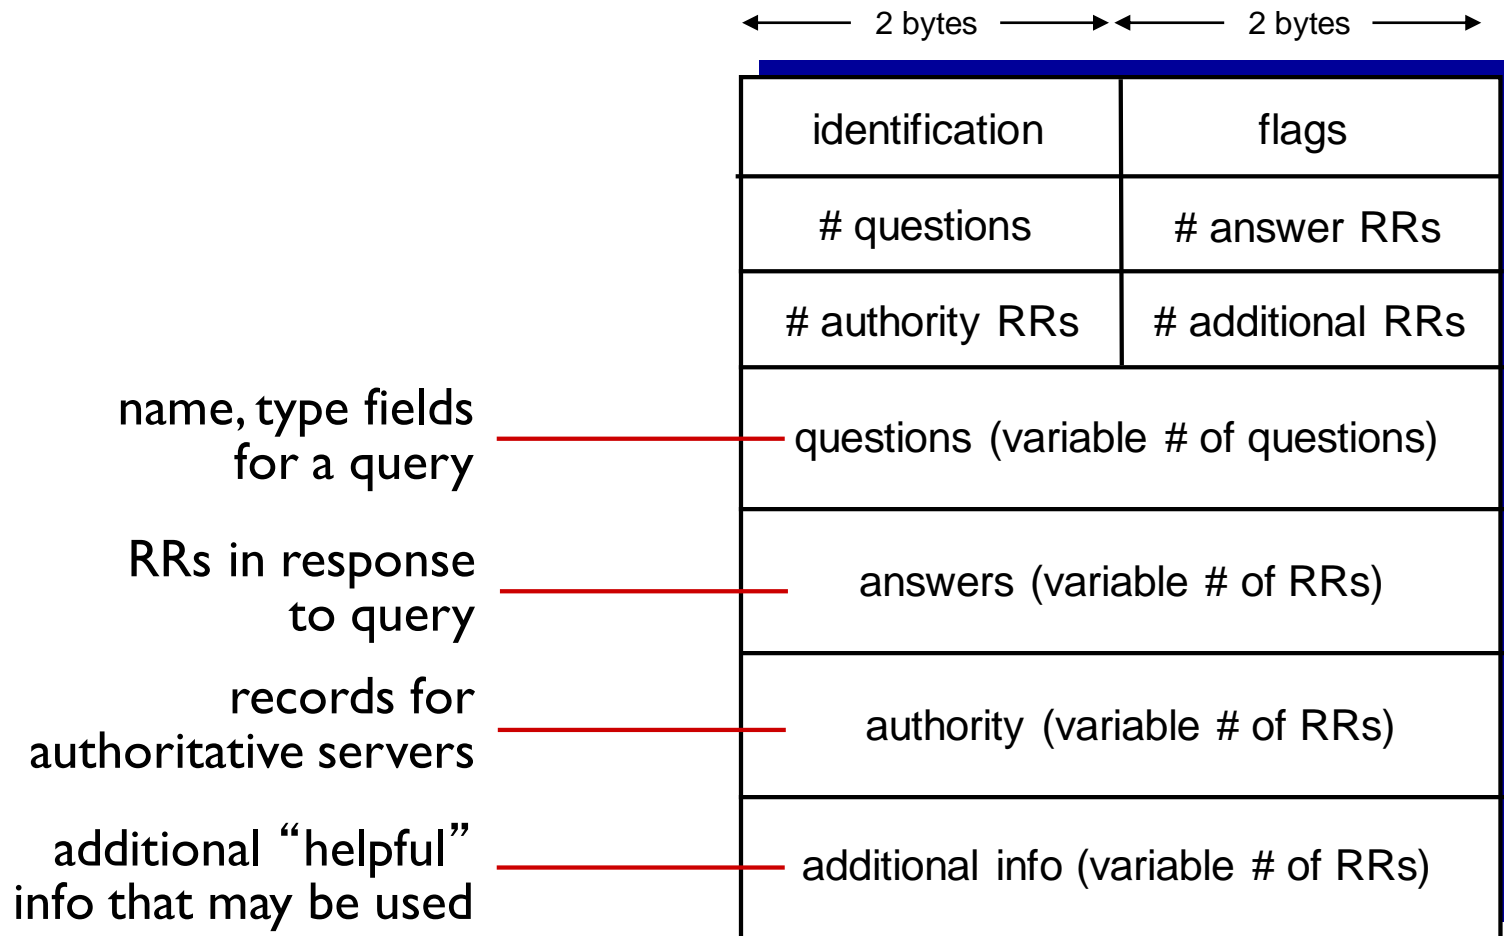 2 bytes 2 bytes
identification flags
# questions # answer RRs
# authority RRs # additional RRs
name, type fields
for a query
questions (variable # of questions)
RRs in response
to query
answers (variable # of RRs)
records for
authoritative servers
authority (variable # of RRs)
additional “helpful”
info that may be used
additional info (variable # of RRs)